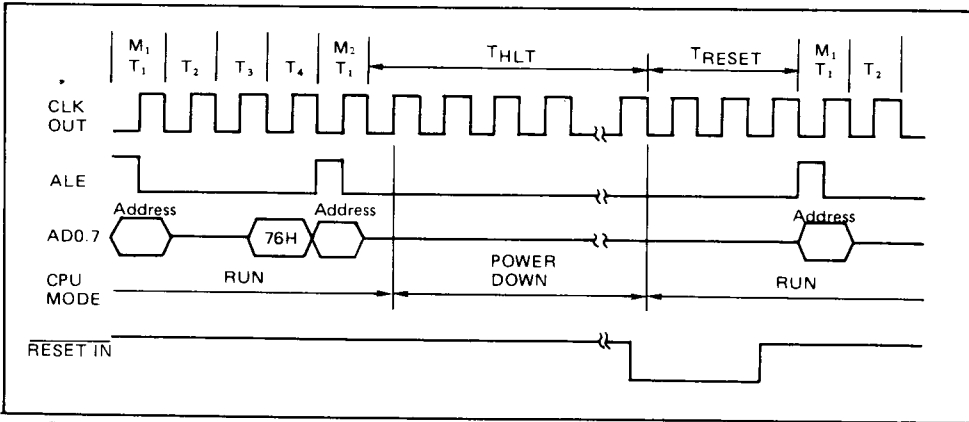 M1 M2 THLT TRESET M1
T1 T2 T3 T4 T1 T1 T2
CLK
OUT
ALE
Address Address Address
AD0.7 76H
CPU
MODE
RUN POWER
DOWN RUN
RESET IN